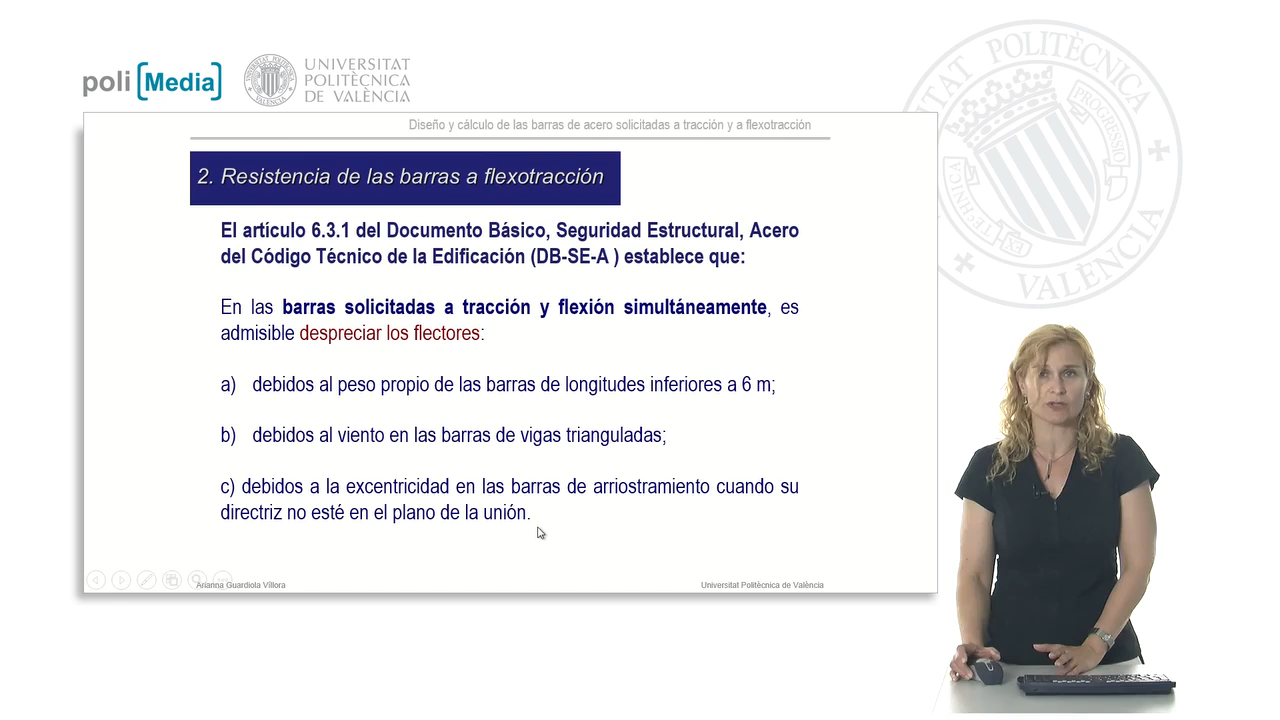 poli [Media]
UNIVERSITAT
POLITÈCNICA
DE VALÈNCIA
Diseño y cálculo de las barras de acero solicitadas a tracción y a flexotracción
2. Resistencia de las barras a flexotracción
El artículo 6.3.1 del Documento Básico, Seguridad Estructural, Acero
del Código Técnico de la Edificación (DB-SE-A ) establece que:
En las barras solicitadas a tracción y flexión simultáneamente, es
admisible despreciar los flectores:
a) debidos al peso propio de las barras de longitudes inferiores a 6 m;
b) debidos al viento en las barras de vigas trianguladas;
c) debidos a la excentricidad en las barras de arriostramiento cuando su
directriz no esté en el plano de la unión.
Arianna Guardiola Víllora
Universitat Politècnica de València
POLITÈCNICA
VALÈNCIA
PROGRESSIO